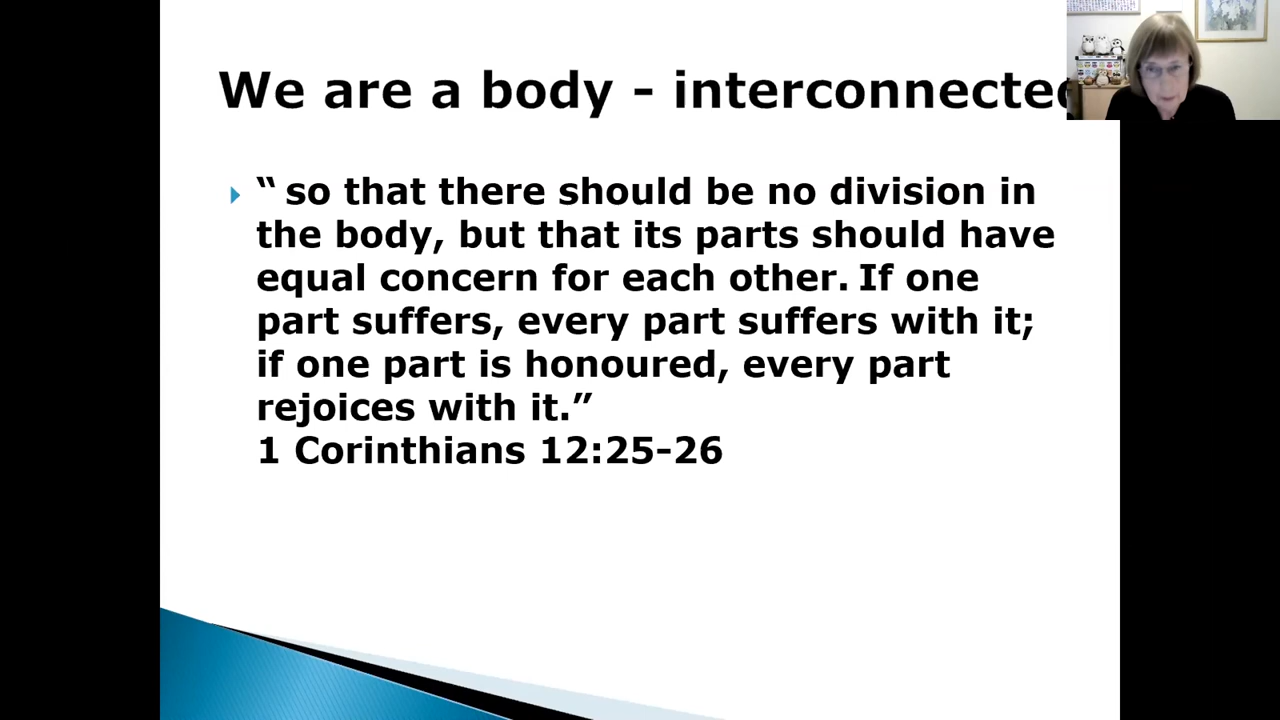 We are a body - interconnected
“ so that there should be no division in
the body, but that its parts should have
equal concern for each other. If one
part suffers, every part suffers with it;
if one part is honoured, every part
rejoices with it.”
1 Corinthians 12:25-26